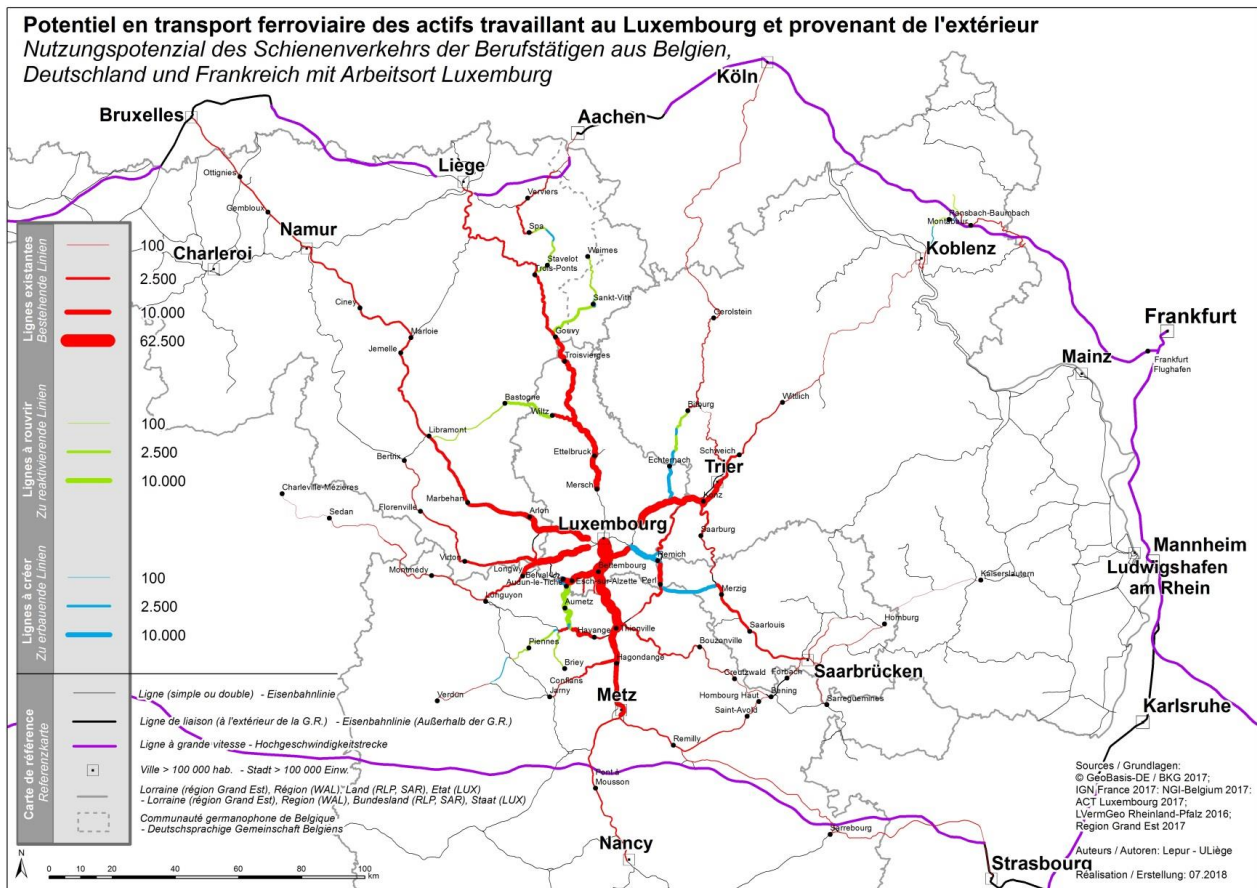 Potentiel en transport ferroviaire des actifs travaillant au Luxembourg et provenant de l'extérieur
Nutzungspotenzial des Schienenverkehrs der Berufstätigen aus Belgien,
Deutschland und Frankreich mit Arbeitsort Luxemburg
Köln
Bruxelles
Aachen
Liège
Ottignies
Verviers
Gembloux
Ransbach-Baumbach
Montabaur
Namur
Spa
Koblenz
Charleroi
Waimes
Stavelot
Trois-Ponts
Ciney
Sankt-Vith
Gerolstein
Frankfurt
Marloie
Gouvy
Jemelle
Troisvierges
Mainz
Frankfurt
Flughafen
Bastogne
Wiltz
Bitburg
Wittlich
Libramont
Ettelbruck
Bertrix
Echternach
Schweich
Trier
Mersch
Charleville-Mézières
Marbehan
Konz
Sedan
Florenville
Arlon
Luxembourg
Saarburg
Virton
Longwy
Remich
Mannheim
Ludwigshafen
am Rhein
Montmédy
Belval
Bettembourg
Audun-le-Tiche
Esch-sur-Alzette
Perl
Kaiserslautern
Longuyon
Aumetz
Merzig
Piennes
Hayange
Thionville
Saarlouis
Homburg
Bouzonville
Briey
Hagondange
Saarbrücken
Conflans
Jarny
Creutzwald
Forbach
Verdun
Metz
Hombourg Haut
Béning
Saint-Avold
Sarreguemines
Karlsruhe
Remilly
Pont à
Mousson
Sarrebourg
Nancy
Strasbourg
Lignes existantes
Bestehende Linien
100
2.500
10.000
62.500
Lignes à rouvrir
Zu reaktivierende Linien
100
2.500
10.000
Lignes à créer
Zu erbauende Linien
100
2.500
10.000
Carte de référence
Referenzkarte
Ligne (simple ou double) - Eisenbahnlinie
Ligne de liaison (à l'extérieur de la G.R.) - Eisenbahnlinie (Außerhalb der G.R.)
Ligne à grande vitesse - Hochgeschwindigkeitstrecke
Ville > 100 000 hab. - Stadt > 100 000 Einw.
Lorraine (région Grand Est), Région (WAL), Land (RLP, SAR), Etat (LUX)
- Lorraine (région Grand Est), Region (WAL), Bundesland (RLP, SAR), Staat (LUX)
Communauté germanophone de Belgique
- Deutschsprachige Gemeinschaft Belgiens
N
0 10 20 40 60 80 100
km
Sources / Grundlagen:
© GeoBasis-DE / BKG 2017;
IGN France 2017; NGI-Belgium 2017;
ACT Luxembourg 2017;
LVermGeo Rheinland-Pfalz 2016;
Région Grand Est 2017
Auteurs / Autoren: Lepur - ULiège
Réalisation / Erstellung: 07.2018